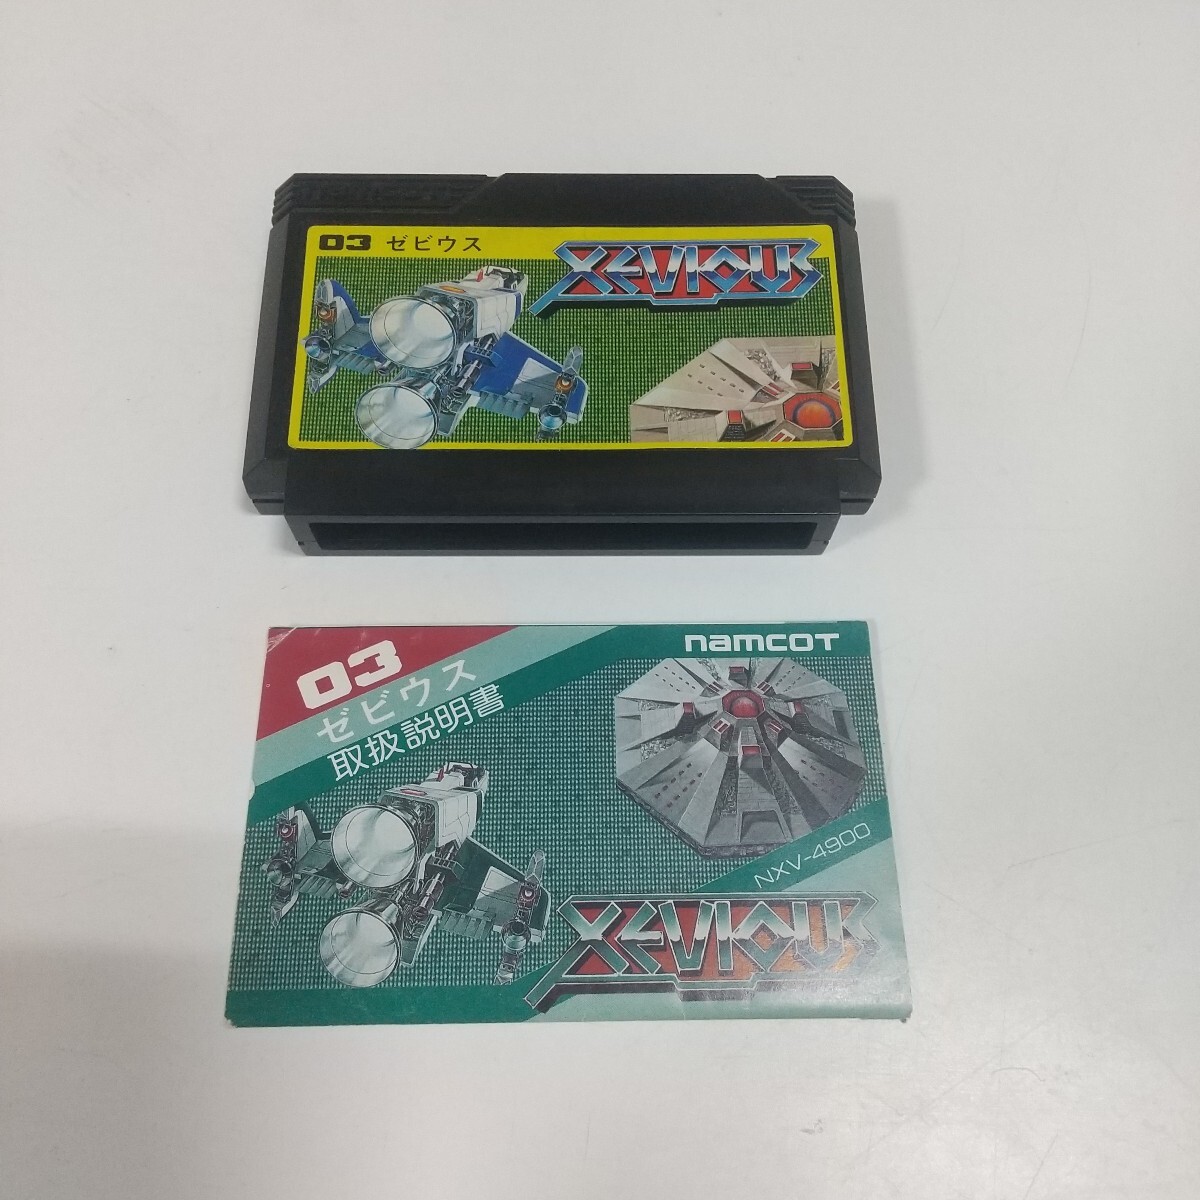 03 ゼビウス
XEVIOUS
namcot
03
ゼビウス
取扱説明書
NXV-4900
XEVIOUS